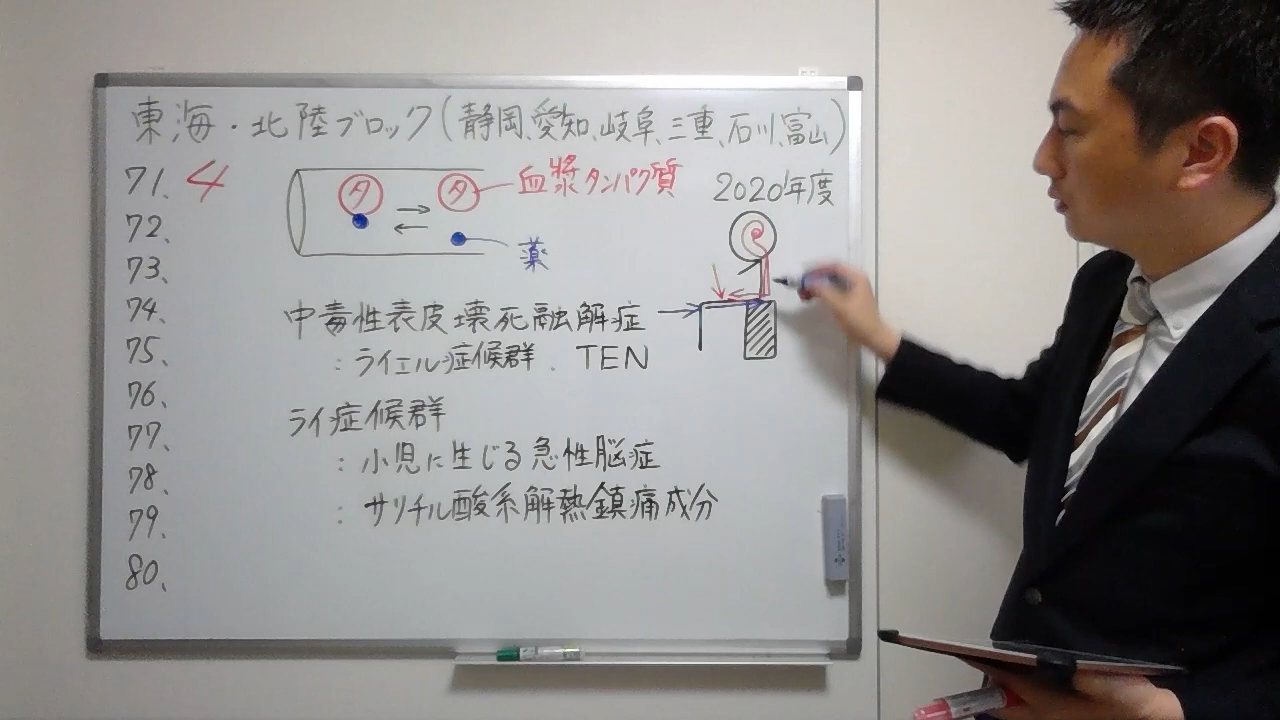 東海・北陸ブロック(静岡、愛知、岐阜、三重、石川、富山)
71、 4
タ タ 血漿タンパク質
2020年度
72、
薬
73、
74、 中毒性表皮壊死融解症
75、 : ライエル症候群、TEN
76、
ライ症候群
77、
: 小児に生じる急性脳症
78、
79、 : サリチル酸系解熱鎮痛成分
80、